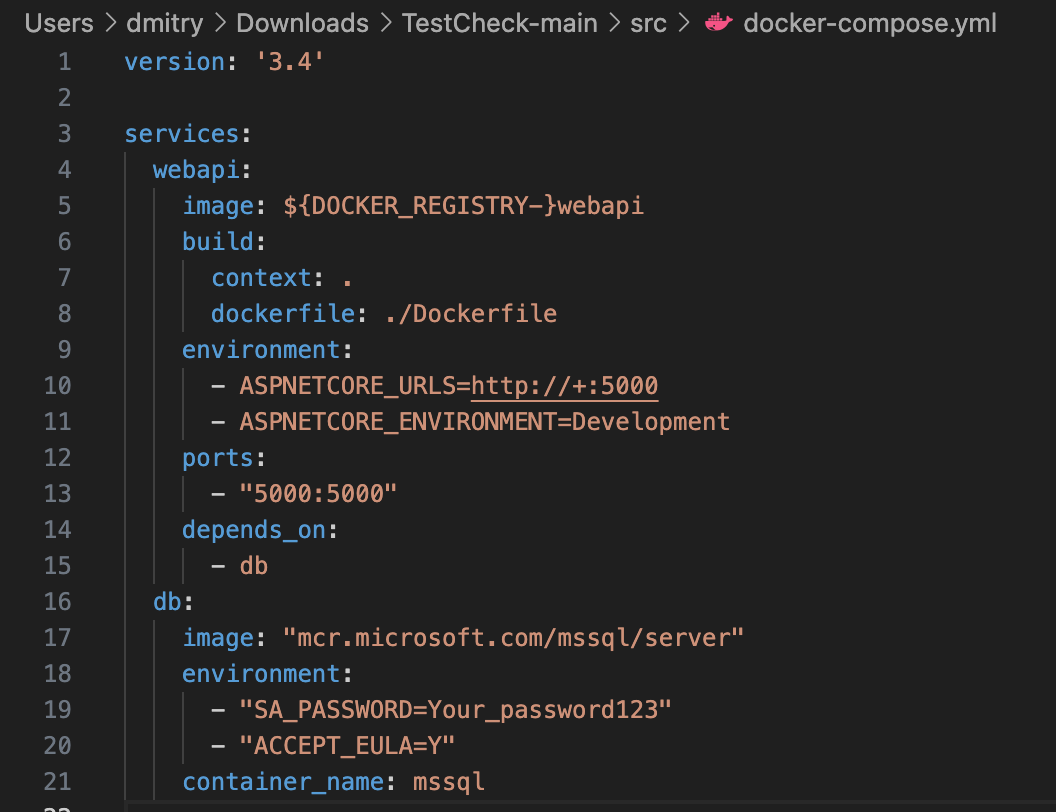 Users > dmitry > Downloads > TestCheck-main > src > docker-compose.yml
1 version: '3.4'
2
3 services:
4 webapi:
5 image: ${DOCKER_REGISTRY-}webapi
6 build:
7 context: .
8 dockerfile: ./Dockerfile
9 environment:
10 - ASPNETCORE_URLS=http://+:5000
11 - ASPNETCORE_ENVIRONMENT=Development
12 ports:
13 - "5000:5000"
14 depends_on:
15 - db
16 db:
17 image: "mcr.microsoft.com/mssql/server"
18 environment:
19 - "SA_PASSWORD=Your_password123"
20 - "ACCEPT_EULA=Y"
21 container_name: mssql